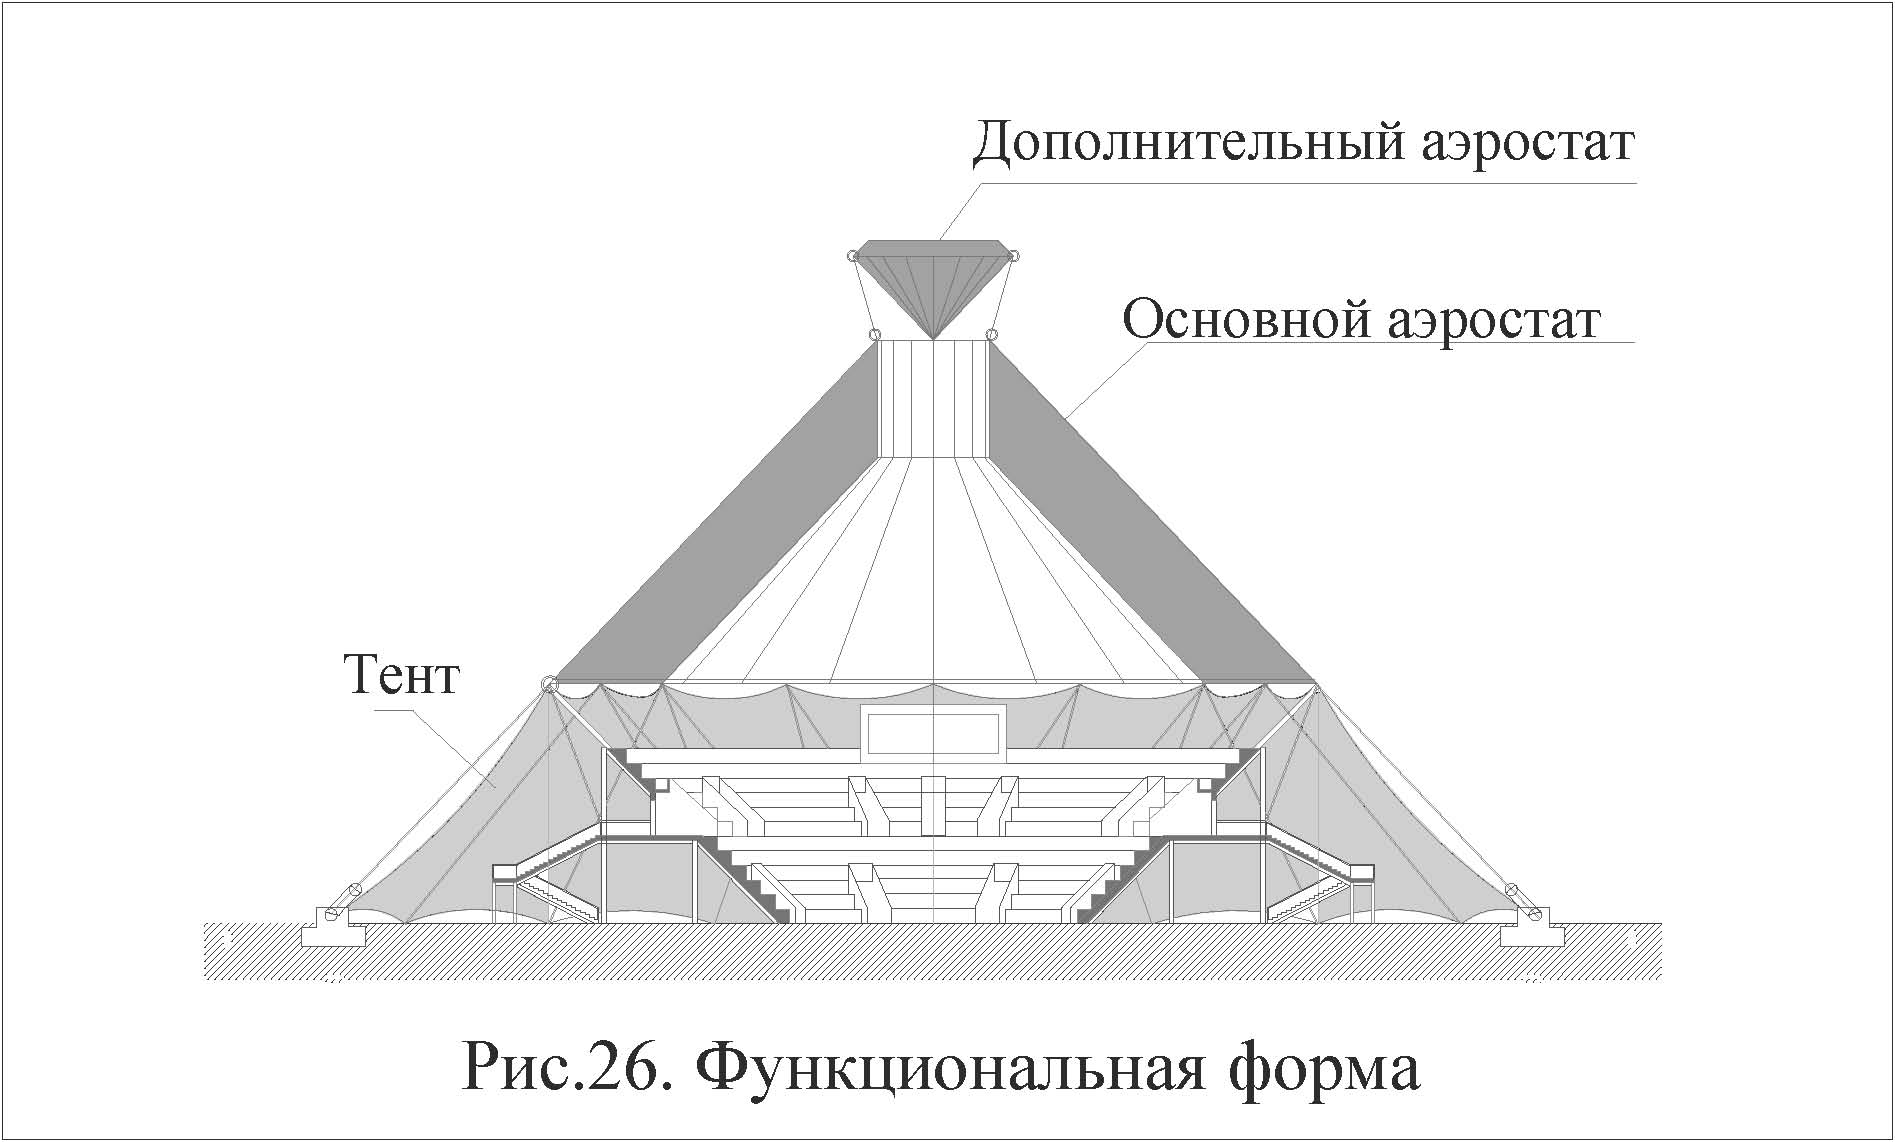 Дополнительный аэростат
Основной аэростат
Тент
Рис.26. Функциональная форма